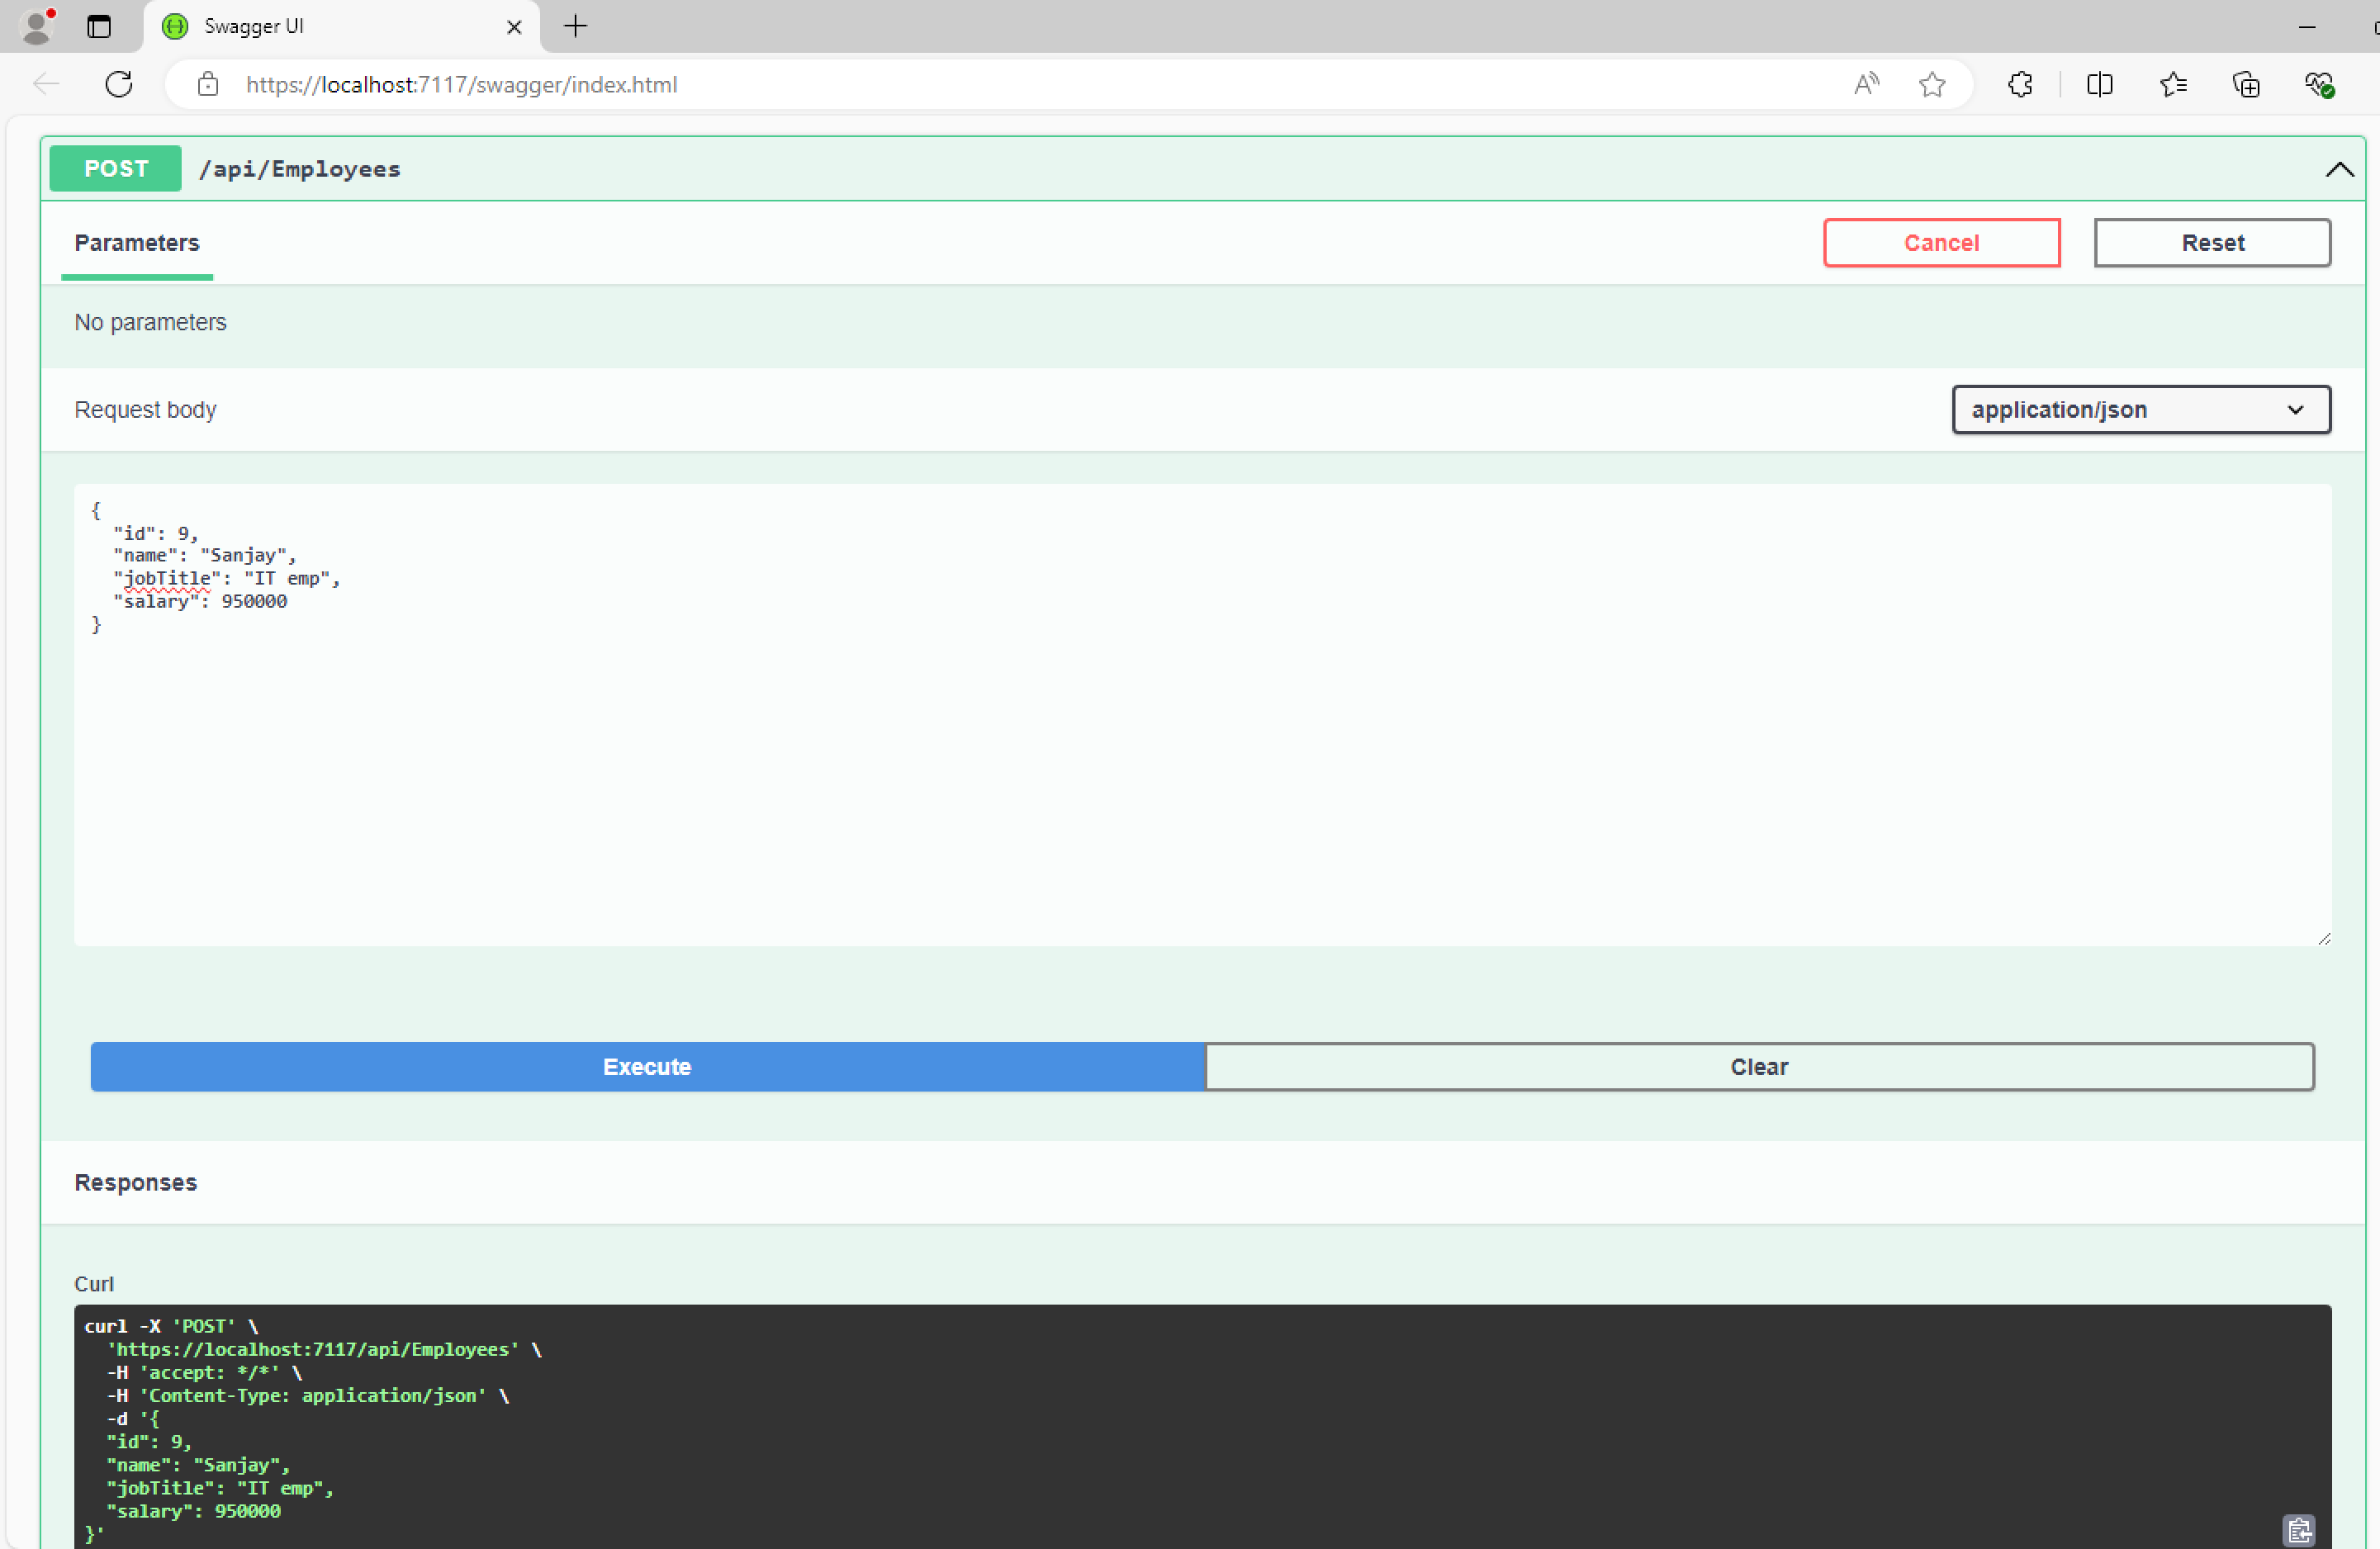 Swagger UI
https://localhost:7117/swagger/index.html
POST /api/Employees
Parameters
Cancel
Reset
No parameters
Request body
application/json
{
  "id": 9,
  "name": "Sanjay",
  "jobTitle": "IT emp",
  "salary": 950000
}
Execute
Clear
Responses
Curl
curl -X 'POST' \
  'https://localhost:7117/api/Employees' \
  -H 'accept: */*' \
  -H 'Content-Type: application/json' \
  -d '{
  "id": 9,
  "name": "Sanjay",
  "jobTitle": "IT emp",
  "salary": 950000
}'